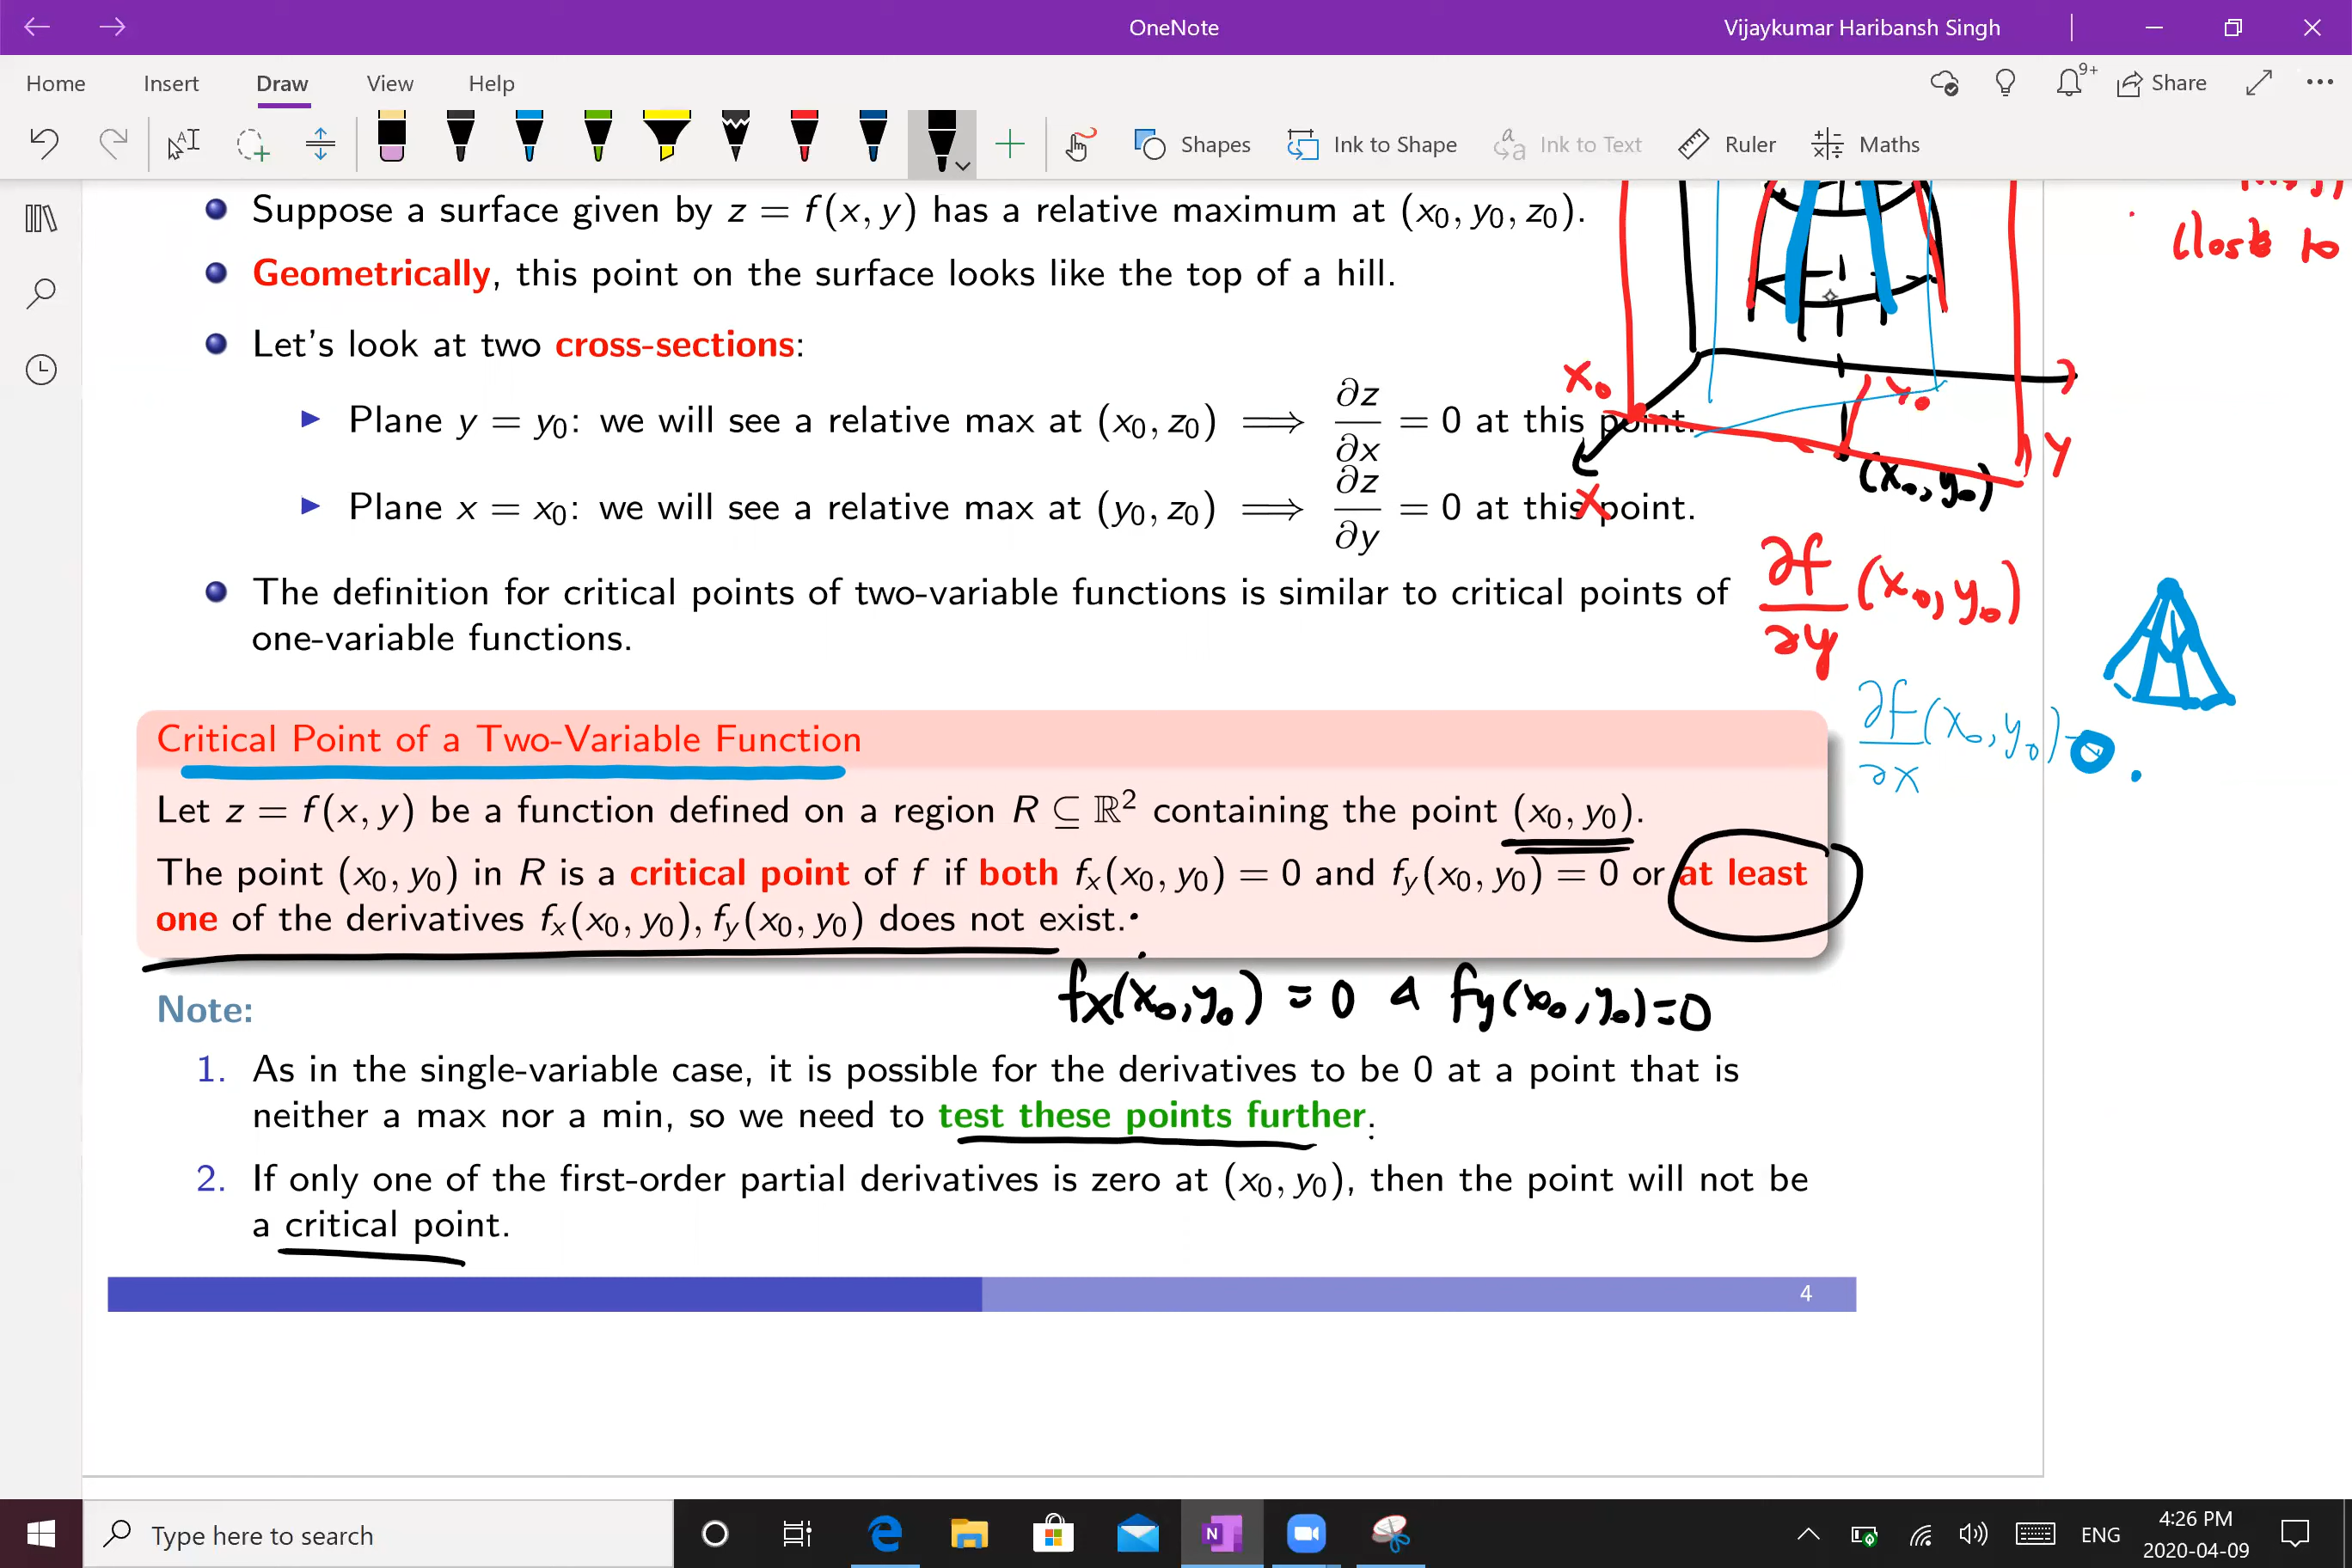 OneNote
Vijaykumar Haribansh Singh
Home Insert Draw View Help
9+
Share
Shapes Ink to Shape Ink to Text Ruler Maths
• Suppose a surface given by z = f(x, y) has a relative maximum at (x₀, y₀, z₀).
close to
• Geometrically, this point on the surface looks like the top of a hill.
• Let's look at two cross-sections:
▶ Plane y = y₀: we will see a relative max at (x₀, z₀) ⟹ ∂z/∂x = 0 at this point.
▶ Plane x = x₀: we will see a relative max at (y₀, z₀) ⟹ ∂z/∂y = 0 at this point.
x₀
y₀
y
(x₀, y₀)
x
• The definition for critical points of two-variable functions is similar to critical points of
one-variable functions.
∂f/∂y (x₀, y₀)
∂f/∂x (x₀, y₀) = 0.
Critical Point of a Two-Variable Function
Let z = f(x, y) be a function defined on a region R ⊆ ℝ² containing the point (x₀, y₀).
The point (x₀, y₀) in R is a critical point of f if both fₓ(x₀, y₀) = 0 and f_y(x₀, y₀) = 0 or at least
one of the derivatives fₓ(x₀, y₀), f_y(x₀, y₀) does not exist.
fx(x₀, y₀) = 0 & fy(x₀, y₀) = 0
Note:
1. As in the single-variable case, it is possible for the derivatives to be 0 at a point that is
neither a max nor a min, so we need to test these points further.
2. If only one of the first-order partial derivatives is zero at (x₀, y₀), then the point will not be
a critical point.
4
Type here to search
ENG
4:26 PM
2020-04-09